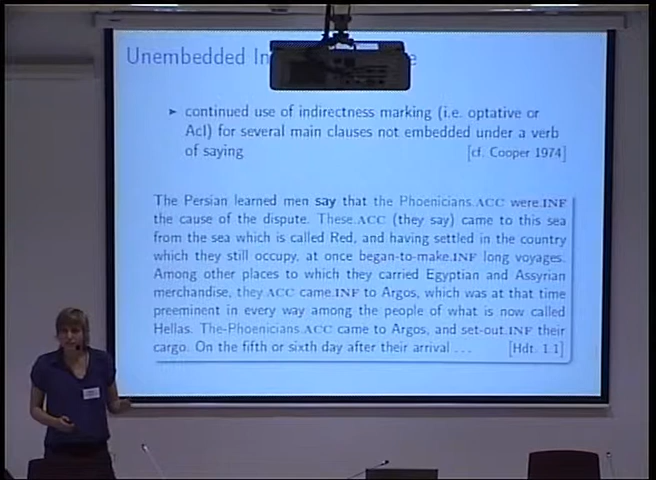 Unembedded In e
► continued use of indirectness marking (i.e. optative or
AcI) for several main clauses not embedded under a verb
of saying [cf. Cooper 1974]
The Persian learned men say that the Phoenicians.ACC were.INF
the cause of the dispute. These.ACC (they say) came to this sea
from the sea which is called Red, and having settled in the country
which they still occupy, at once began-to-make.INF long voyages.
Among other places to which they carried Egyptian and Assyrian
merchandise, they ACC came.INF to Argos, which was at that time
preeminent in every way among the people of what is now called
Hellas. The-Phoenicians.ACC came to Argos, and set-out.INF their
cargo. On the fifth or sixth day after their arrival ... [Hdt. 1.1]